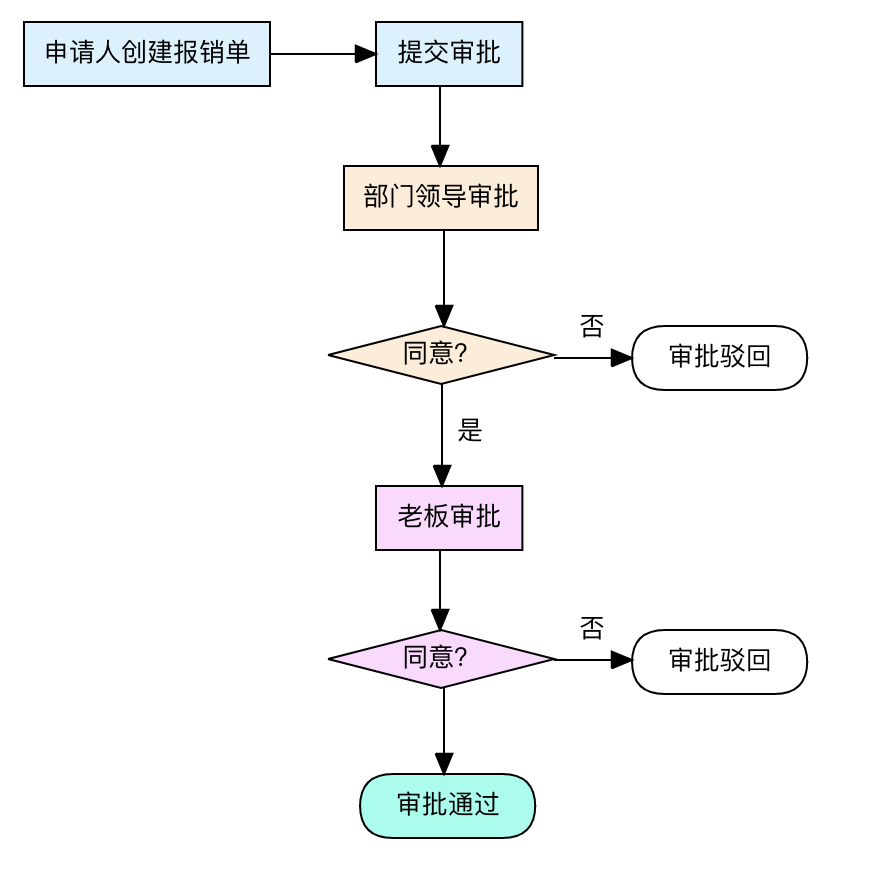 申请人创建报销单
提交审批
部门领导审批
同意?
否
审批驳回
是
老板审批
同意?
否
审批驳回
审批通过